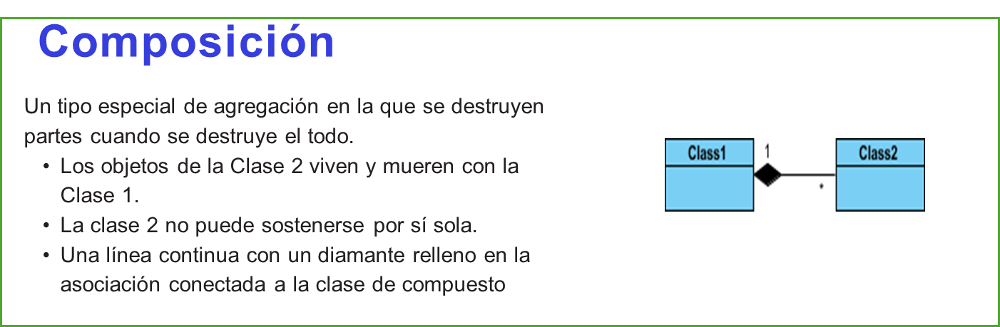 Composición
Un tipo especial de agregación en la que se destruyen
partes cuando se destruye el todo.
• Los objetos de la Clase 2 viven y mueren con la
Clase 1.
• La clase 2 no puede sostenerse por sí sola.
• Una línea continua con un diamante relleno en la
asociación conectada a la clase de compuesto
Class1
1
*
Class2